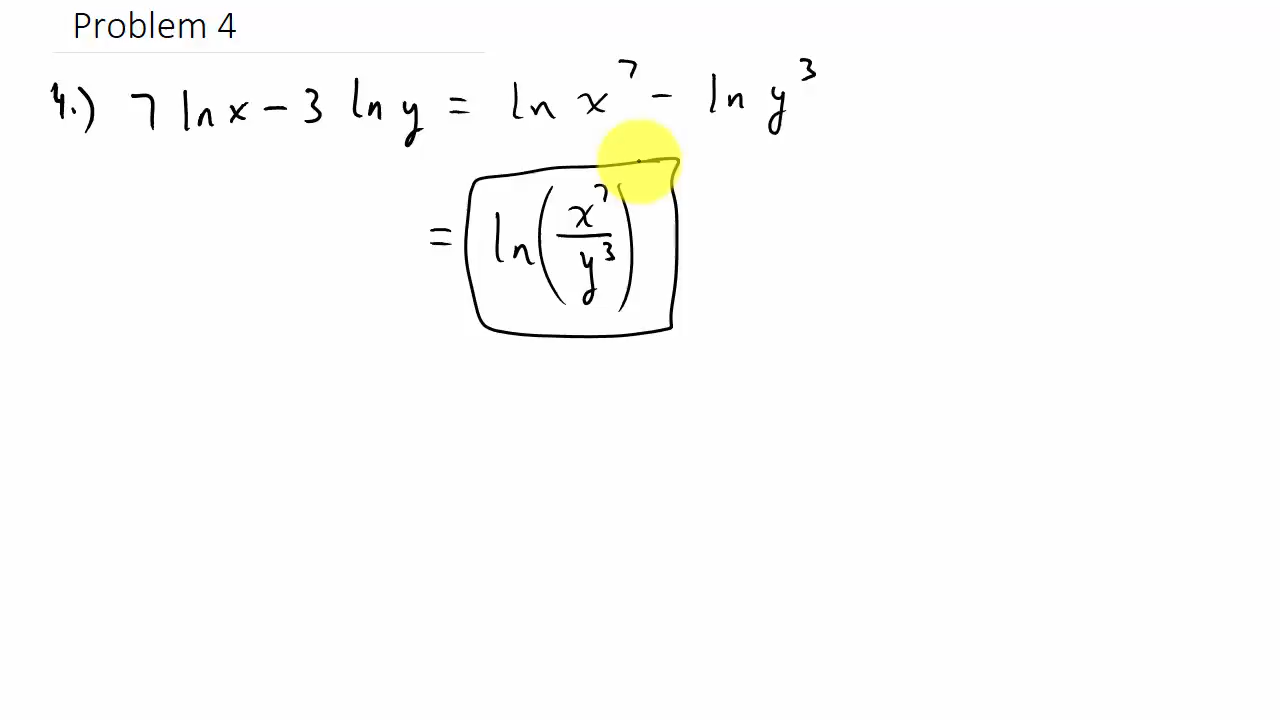 Problem 4
4.) 7 ln x − 3 ln y = ln x⁷ − ln y³
= ln(x⁷/y³)